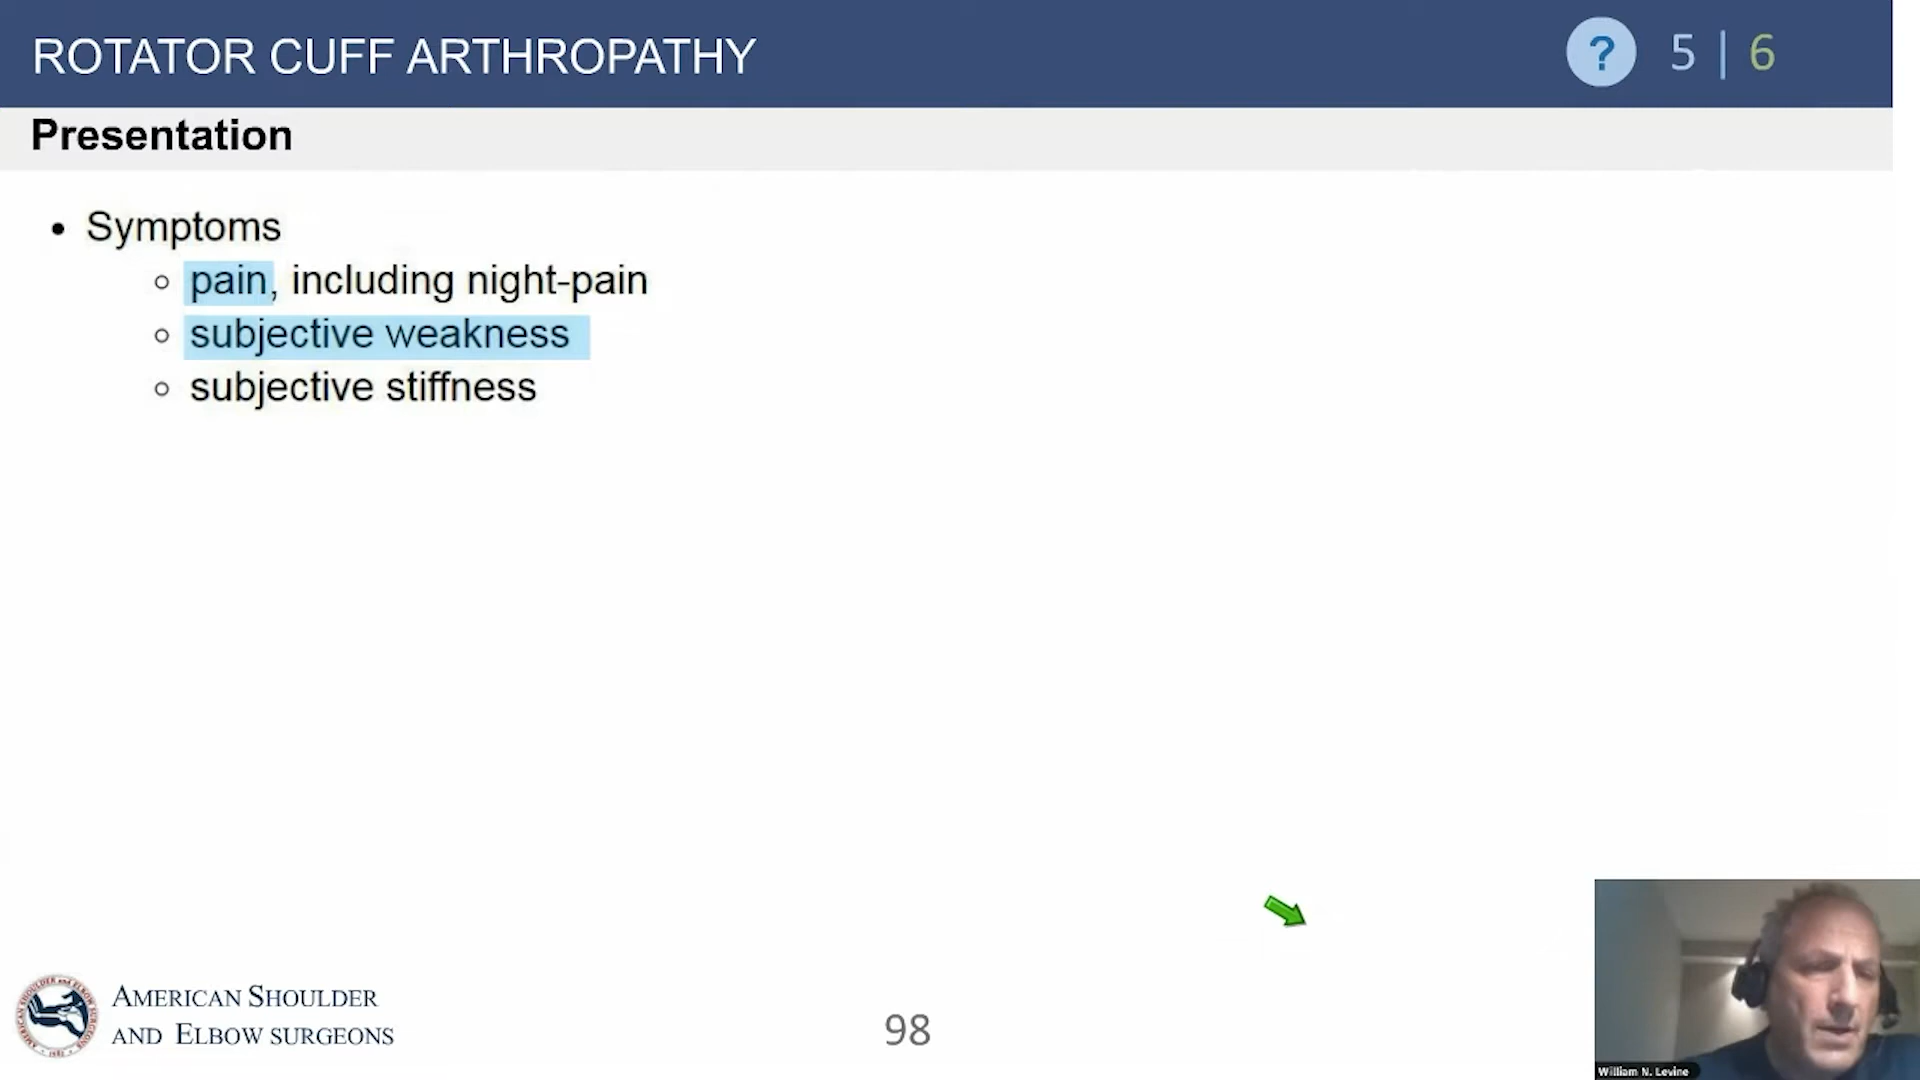 ROTATOR CUFF ARTHROPATHY
? 5 | 6
Presentation
• Symptoms
○ pain, including night-pain
○ subjective weakness
○ subjective stiffness
AMERICAN SHOULDER
AND ELBOW SURGEONS
98
William N. Levine